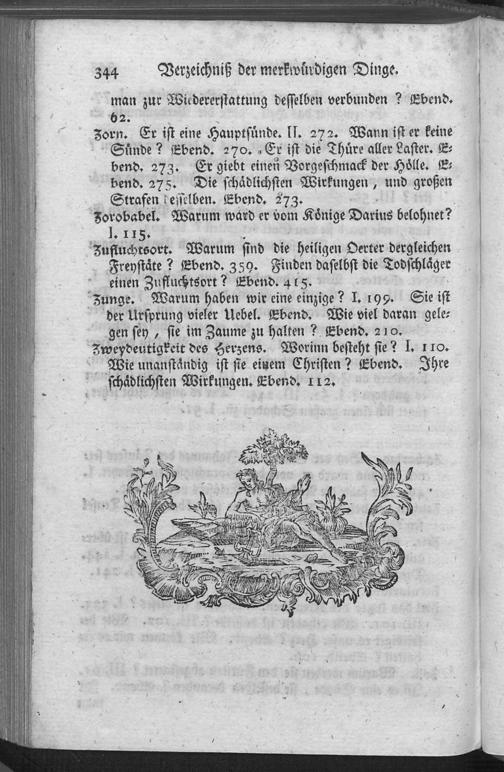 344 Verzeichniß der merkwürdigen Dinge.
man zur Wiedererstattung desselben verbunden? Ebend.
62.
Zorn. Er ist eine Hauptsünde. II. 272. Wann ist er keine
Sünde? Ebend. 270. Er ist die Thüre aller Laster. E-
bend. 273. Er giebt einen Vorgeschmack der Hölle. E-
bend. 275. Die schädlichsten Wirkungen, und großen
Strafen desselben. Ebend. 273.
Zorobabel. Warum ward er vom Könige Darius belohnet?
I. 115.
Zufluchtsort. Warum sind die heiligen Oerter dergleichen
Freystäte? Ebend. 359. Finden daselbst die Todschläger
einen Zufluchtsort? Ebend. 415.
Zunge. Warum haben wir eine einzige? I. 199. Sie ist
der Ursprung vieler Uebel. Ebend. Wie viel daran gele-
gen sey, sie im Zaume zu halten? Ebend. 210.
Zweydeutigkeit des Herzens. Worinn besteht sie? I. 110.
Wie unanständig ist sie einem Christen? Ebend. Ihre
schädlichsten Wirkungen. Ebend. 112.